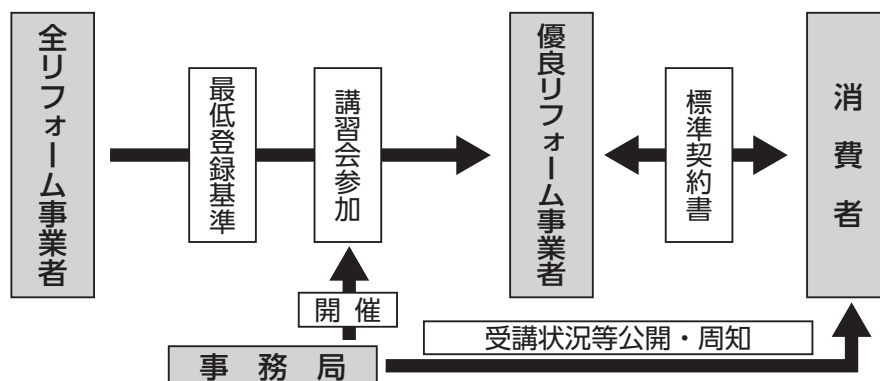 全リフォーム事業者
最低登録基準
講習会参加
優良リフォーム事業者
標準契約書
消費者
開催
受講状況等公開・周知
事務局